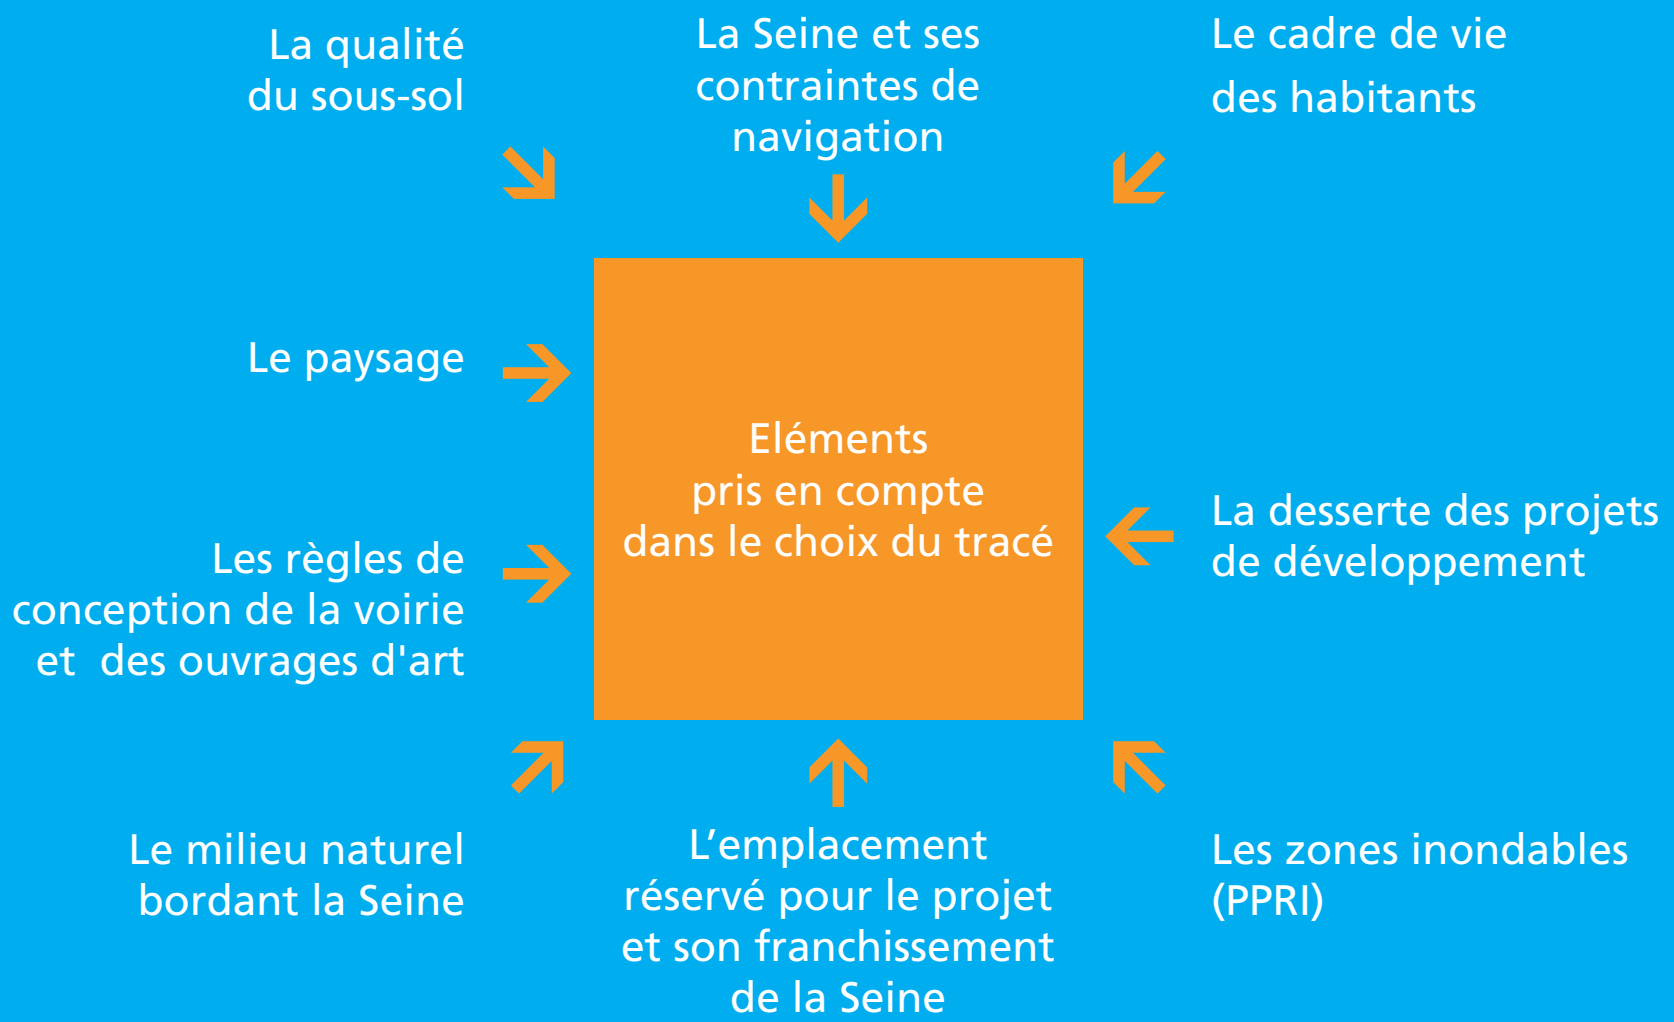 La qualité
du sous-sol
La Seine et ses
contraintes de
navigation
Le cadre de vie
des habitants
Le paysage
Les règles de
conception de la voirie
et  des ouvrages d'art
Eléments
pris en compte
dans le choix du tracé
La desserte des projets
de développement
Le milieu naturel
bordant la Seine
L’emplacement
réservé pour le projet
et son franchissement
de la Seine
Les zones inondables
(PPRI)